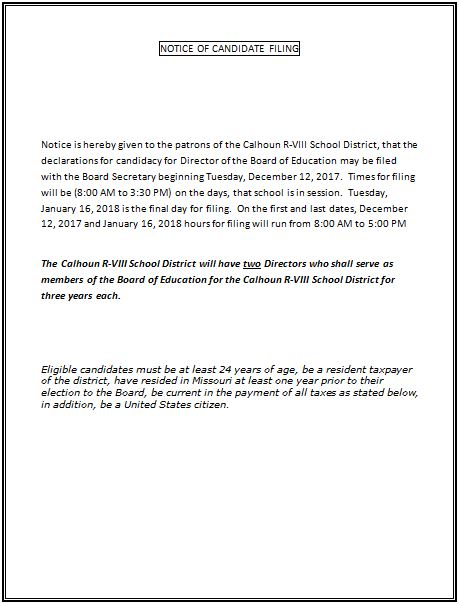 NOTICE OF CANDIDATE FILING
Notice is hereby given to the patrons of the Calhoun R-VIII School District, that the
declarations for candidacy for Director of the Board of Education may be filed
with the Board Secretary beginning Tuesday, December 12, 2017. Times for filing
will be (8:00 AM to 3:30 PM) on the days, that school is in session. Tuesday,
January 16, 2018 is the final day for filing. On the first and last dates, December
12, 2017 and January 16, 2018 hours for filing will run from 8:00 AM to 5:00 PM
The Calhoun R-VIII School District will have two Directors who shall serve as
members of the Board of Education for the Calhoun R-VIII School District for
three years each.
Eligible candidates must be at least 24 years of age, be a resident taxpayer
of the district, have resided in Missouri at least one year prior to their
election to the Board, be current in the payment of all taxes as stated below,
in addition, be a United States citizen.